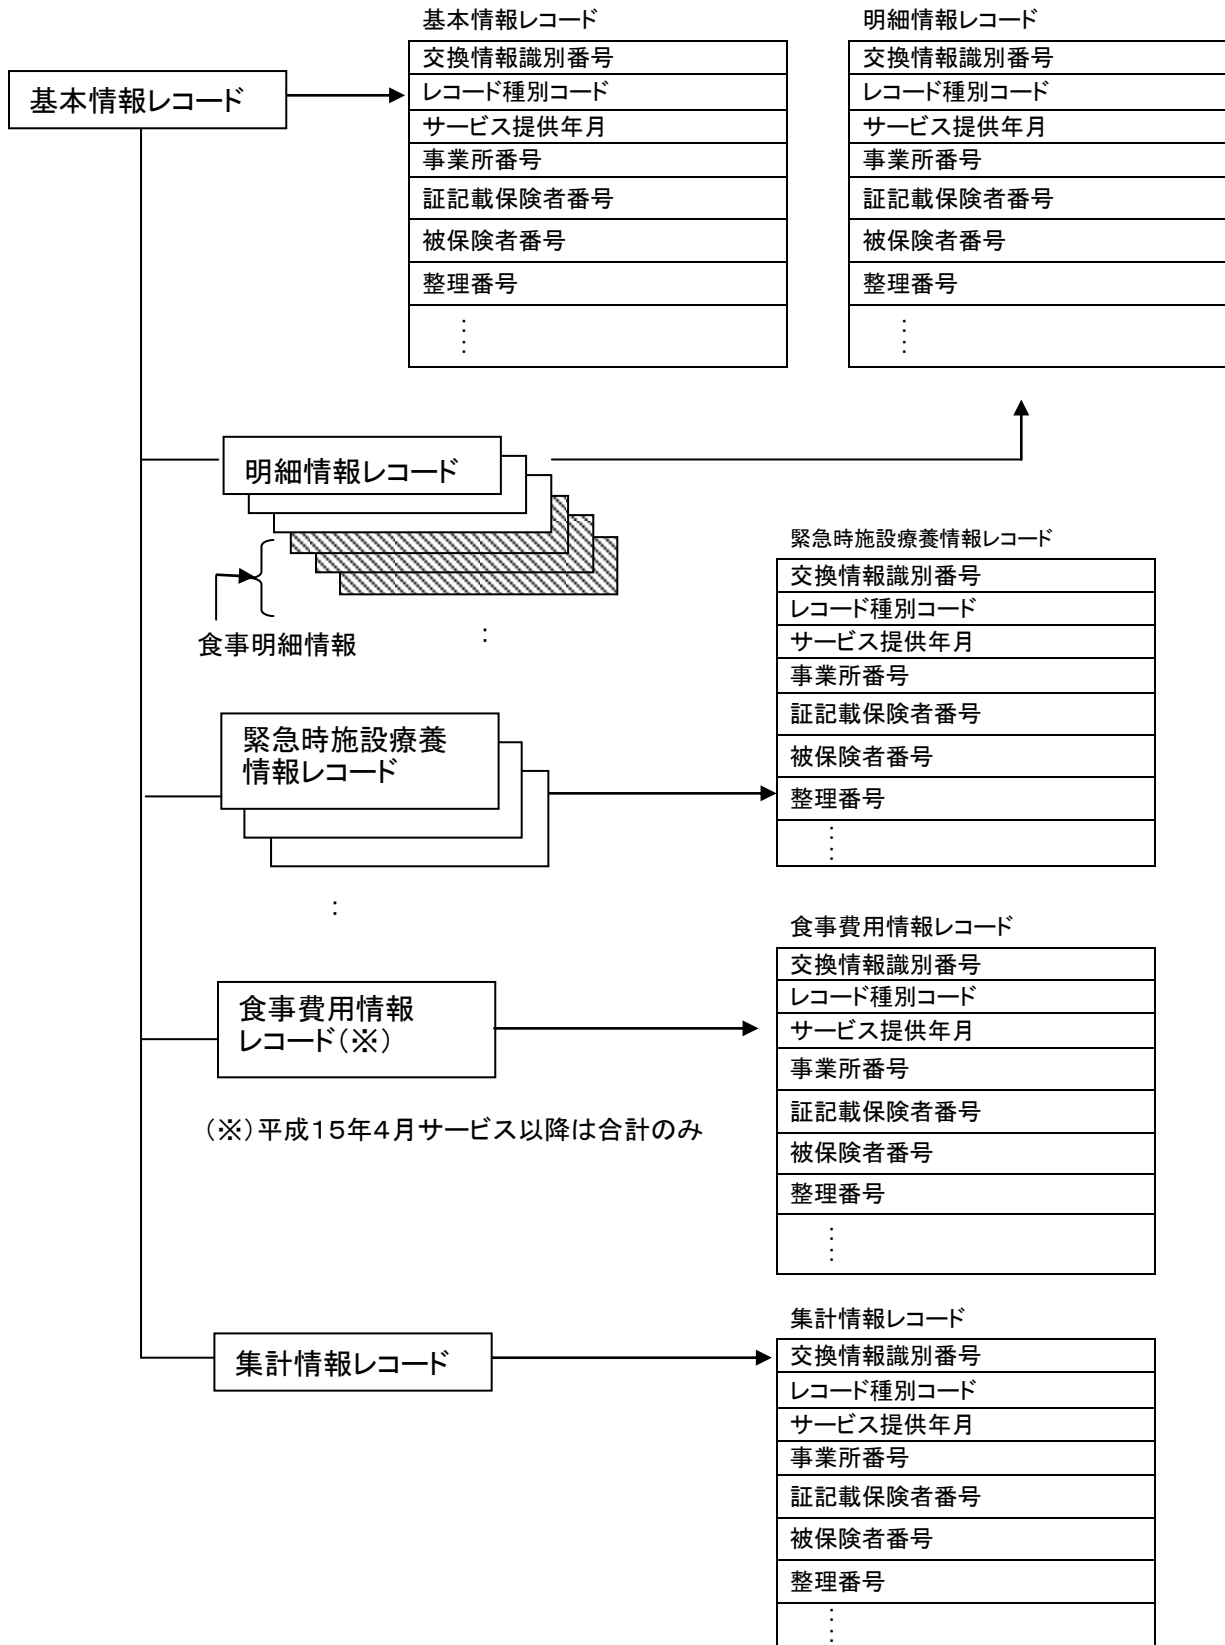 基本情報レコード
基本情報レコード
交換情報識別番号
レコード種別コード
サービス提供年月
事業所番号
証記載保険者番号
被保険者番号
整理番号
:
:
明細情報レコード
交換情報識別番号
レコード種別コード
サービス提供年月
事業所番号
証記載保険者番号
被保険者番号
整理番号
:
:
明細情報レコード
食事明細情報
:
緊急時施設療養情報レコード
交換情報識別番号
レコード種別コード
サービス提供年月
事業所番号
証記載保険者番号
被保険者番号
整理番号
:
:
緊急時施設療養
情報レコード
:
食事費用情報レコード
交換情報識別番号
レコード種別コード
サービス提供年月
事業所番号
証記載保険者番号
被保険者番号
整理番号
:
:
食事費用情報
レコード(※)
(※)平成15年4月サービス以降は合計のみ
集計情報レコード
集計情報レコード
交換情報識別番号
レコード種別コード
サービス提供年月
事業所番号
証記載保険者番号
被保険者番号
整理番号
:
: